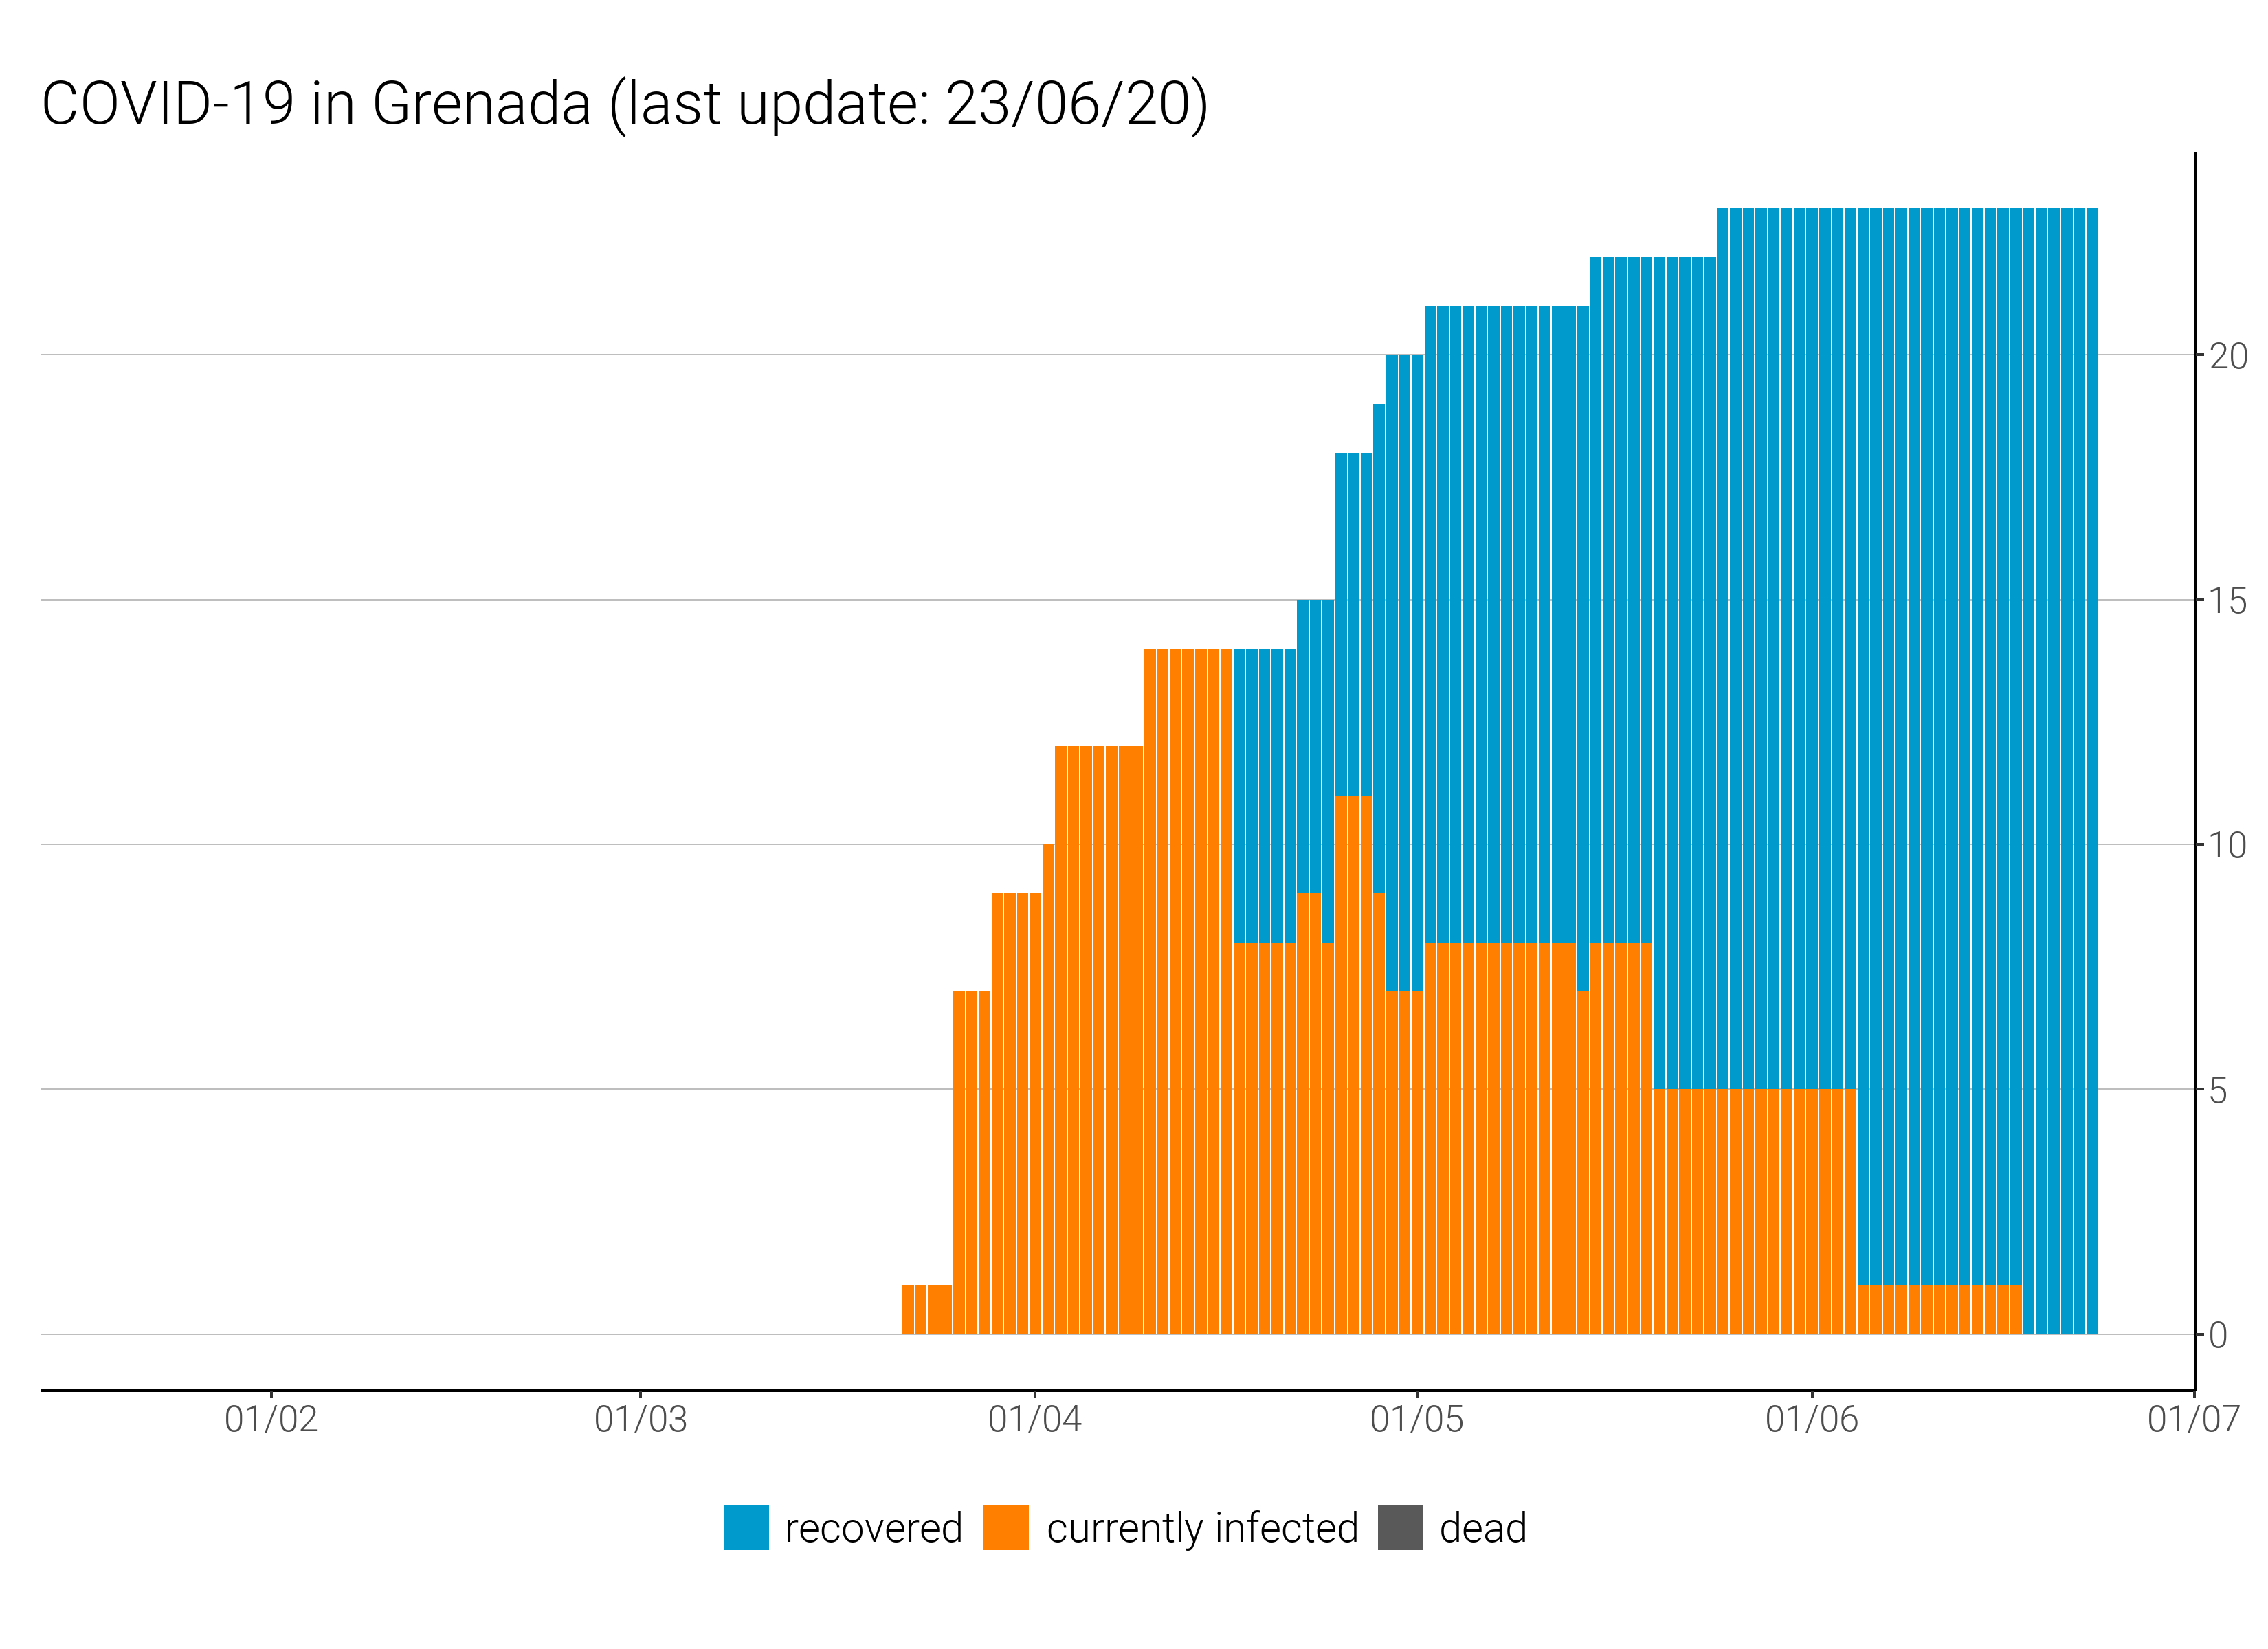 COVID-19 in Grenada (last update: 23/06/20)
20
15
10
5
0
01/02 01/03 01/04 01/05 01/06 01/07
recovered currently infected dead